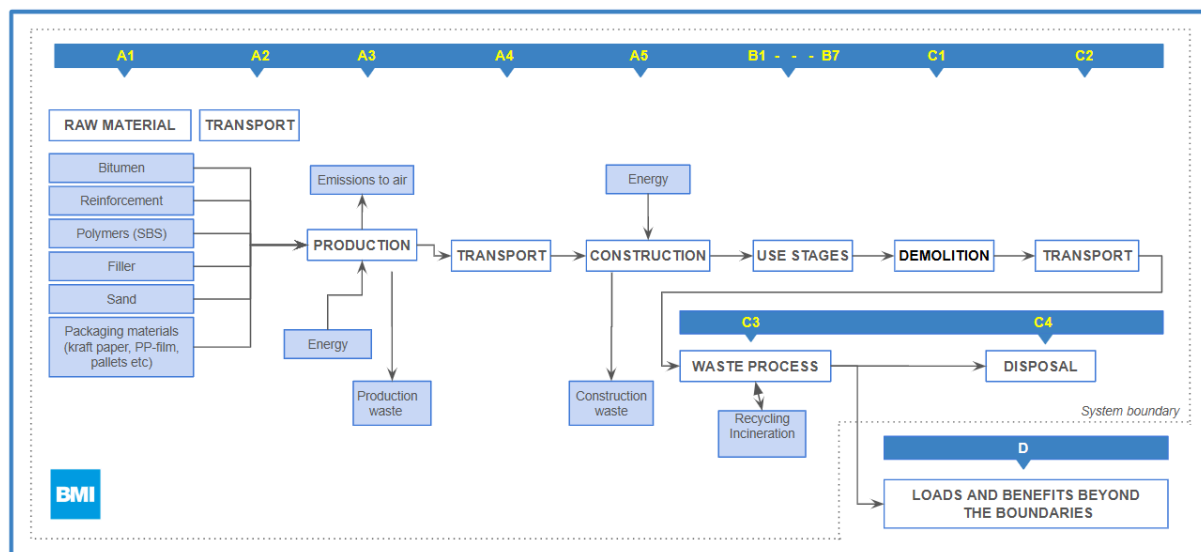 A1 A2 A3 A4 A5 B1 - - - B7 C1 C2
RAW MATERIAL
TRANSPORT
Bitumen
Reinforcement
Polymers (SBS)
Filler
Sand
Packaging materials
(kraft paper, PP-film,
pallets etc)
Emissions to air
PRODUCTION
Energy
Production
waste
TRANSPORT
Energy
CONSTRUCTION
Construction
waste
USE STAGES
DEMOLITION
TRANSPORT
C3 C4
WASTE PROCESS
DISPOSAL
Recycling
Incineration
System boundary
D
LOADS AND BENEFITS BEYOND
THE BOUNDARIES
BMI